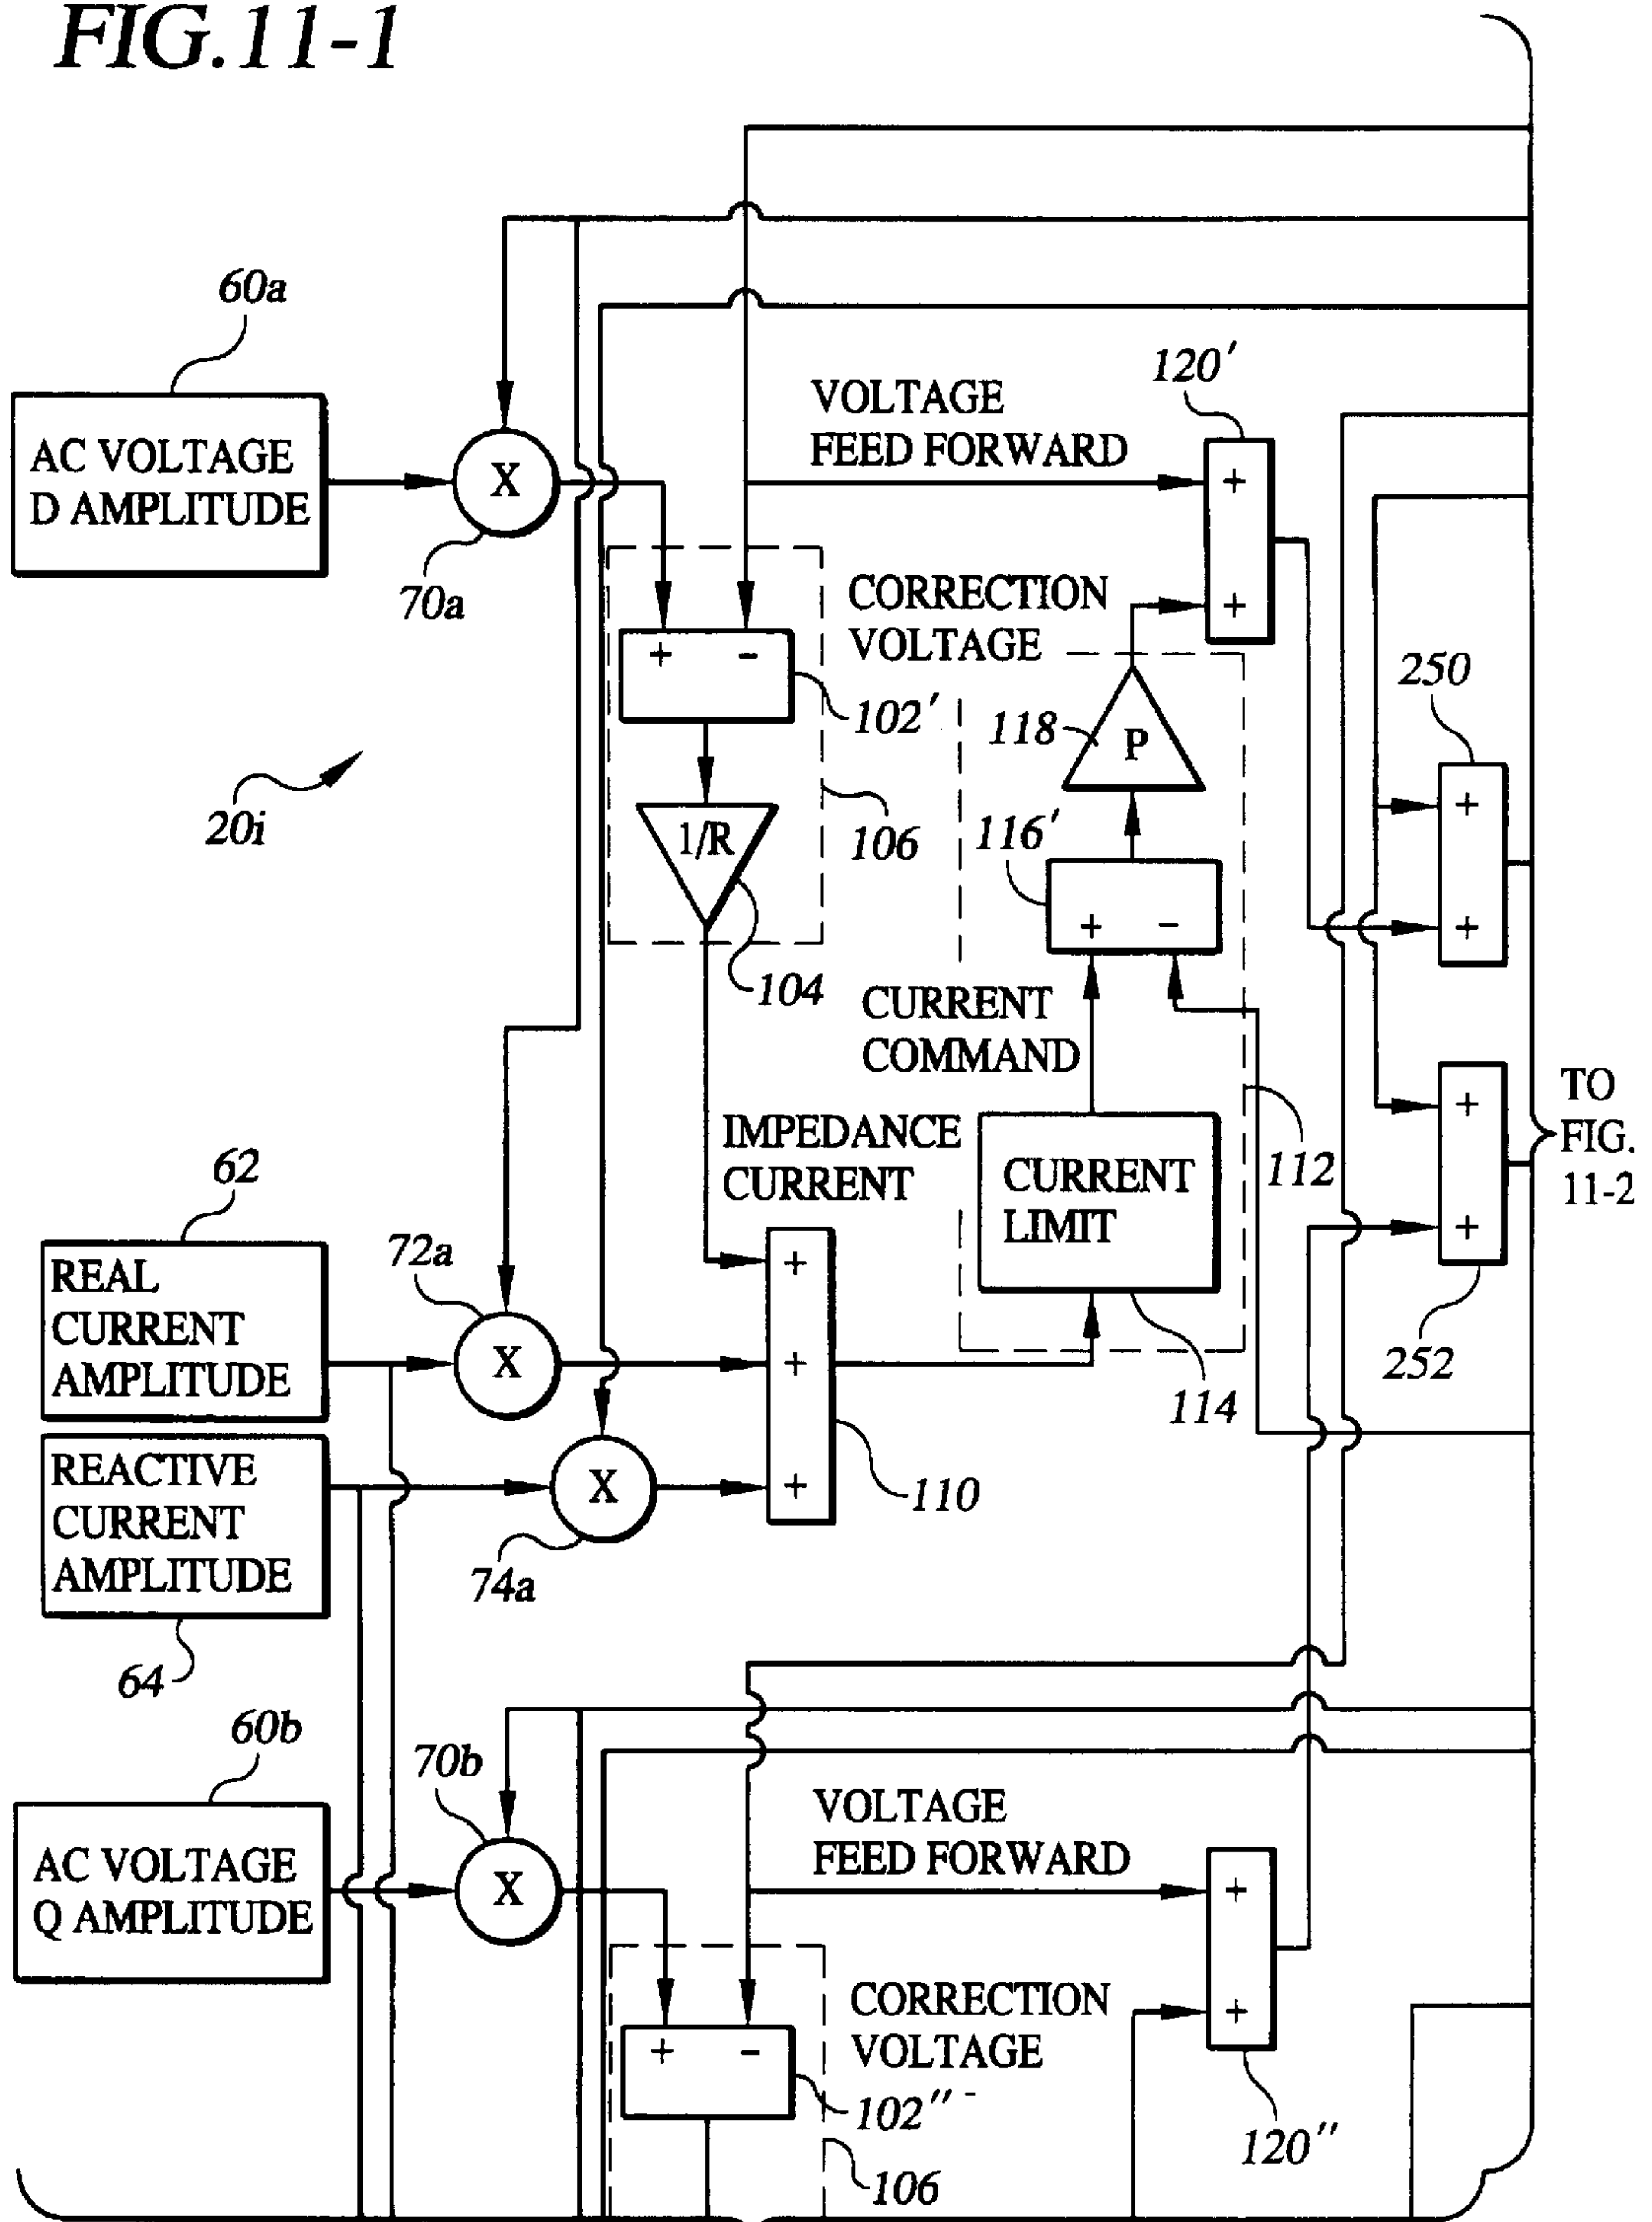 FIG.11-1
60a
AC VOLTAGE
D AMPLITUDE
X
70a
VOLTAGE
FEED FORWARD
120'
+
+
CORRECTION
VOLTAGE
+ -
102'
118
P
250
+
+
20i
1/R
106
116'
+ -
104
CURRENT
COMMAND
IMPEDANCE
CURRENT
CURRENT
LIMIT
112
+
+
TO
FIG.
11-2
252
62
REAL
CURRENT
AMPLITUDE
72a
X
+
+
+
114
REACTIVE
CURRENT
AMPLITUDE
X
110
74a
64
60b
70b
AC VOLTAGE
Q AMPLITUDE
X
VOLTAGE
FEED FORWARD
+
+
CORRECTION
VOLTAGE
+ -
102"
120"
106